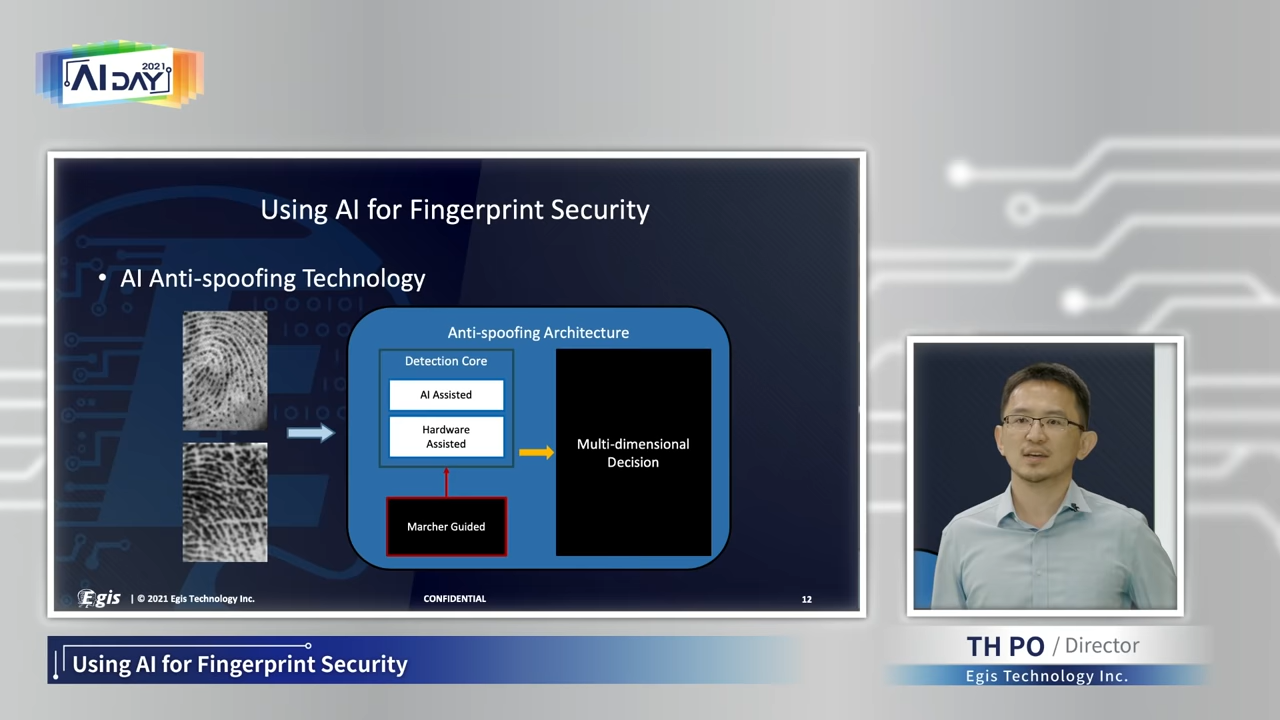 AI DAY 2021
Using AI for Fingerprint Security
• AI Anti-spoofing Technology
Anti-spoofing Architecture
Detection Core
AI Assisted
Hardware
Assisted
Marcher Guided
Multi-dimensional
Decision
Egis | © 2021 Egis Technology Inc.
CONFIDENTIAL
12
Using AI for Fingerprint Security
TH PO / Director
Egis Technology Inc.